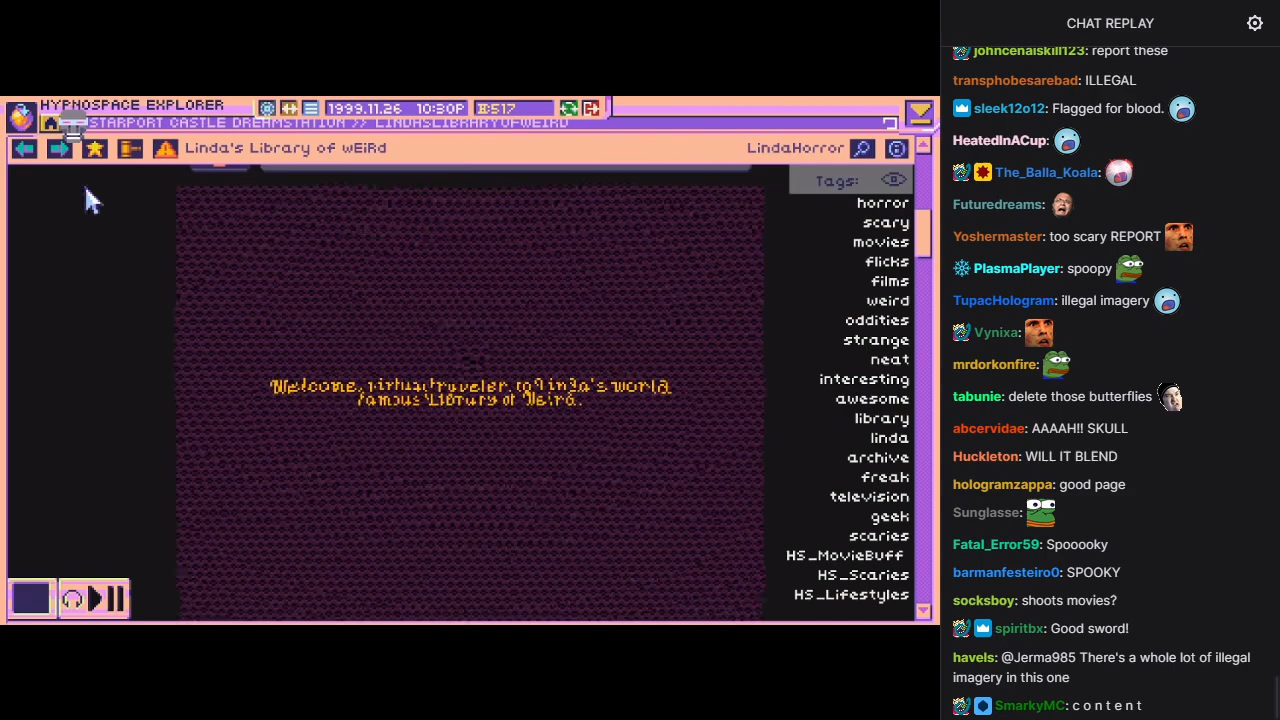 HYPNOSPACE EXPLORER
1999.11.26 10:30P
517
STARPORT CASTLE DREAMSTATION >> LINDASLIBRARYOFWEIRD
Linda's Library of wEiRd
LindaHorror
Tags:
horror
scary
movies
flicks
films
weird
oddities
strange
neat
interesting
awesome
library
linda
archive
freak
television
geek
scaries
HS_MovieBuff
HS_Scaries
HS_Lifestyles
Welcome, virtual traveler, to Linda's world
famous Library of Weird.
CHAT REPLAY
johncenaiskill123: report these
transphobesarebad: ILLEGAL
sleek12o12: Flagged for blood.
HeatedInACup:
The_Balla_Koala:
Futuredreams:
Yoshermaster: too scary REPORT
PlasmaPlayer: spoopy
TupacHologram: illegal imagery
Vynixa:
mrdorkonfire:
tabunie: delete those butterflies
abcervidae: AAAAH!! SKULL
Huckleton: WILL IT BLEND
hologramzappa: good page
Sunglasse:
Fatal_Error59: Spooooky
barmanfesteiro0: SPOOKY
socksboy: shoots movies?
spiritbx: Good sword!
havels: @Jerma985 There's a whole lot of illegal
imagery in this one
SmarkyMC: c o n t e n t